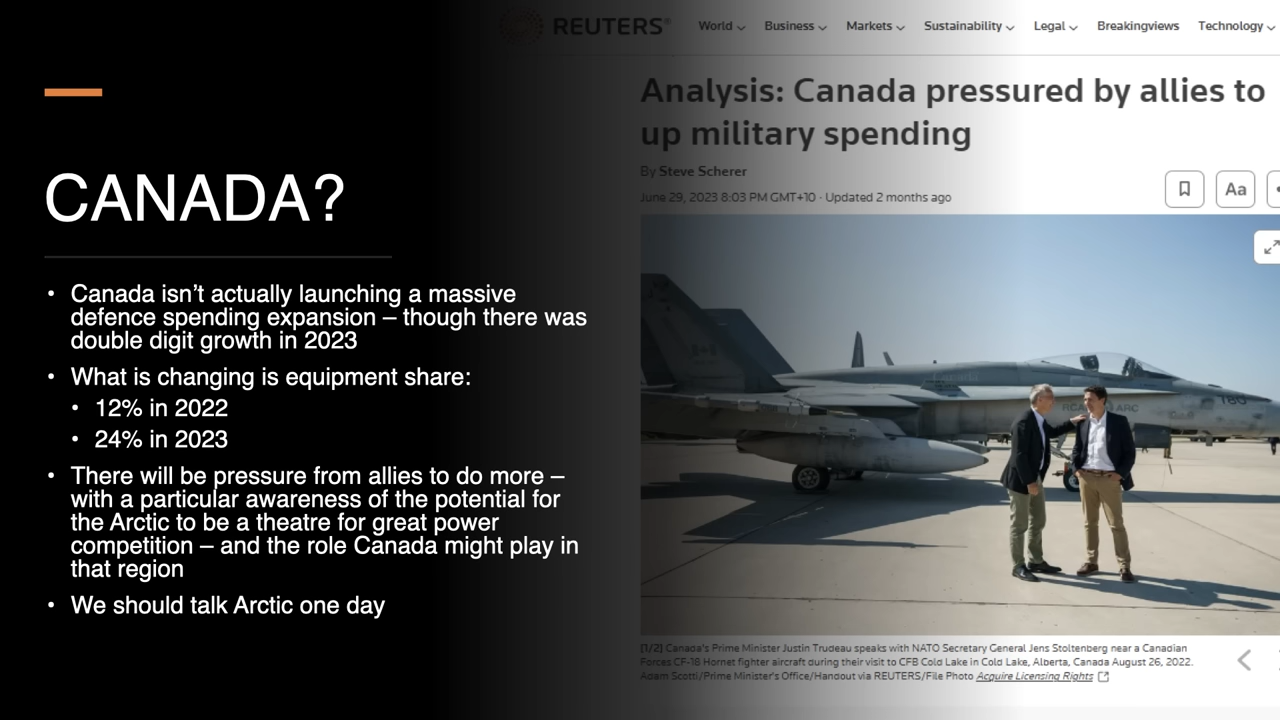 REUTERS®
World
Business
Markets
Sustainability
Legal
Breakingviews
Technology
Analysis: Canada pressured by allies to
up military spending
By Steve Scherer
June 29, 2023 8:03 PM GMT+10 · Updated 2 months ago
Aa
CANADA?
• Canada isn’t actually launching a massive
defence spending expansion – though there was
double digit growth in 2023
• What is changing is equipment share:
• 12% in 2022
• 24% in 2023
• There will be pressure from allies to do more –
with a particular awareness of the potential for
the Arctic to be a theatre for great power
competition – and the role Canada might play in
that region
• We should talk Arctic one day
RCAF ARC
[1/2] Canada's Prime Minister Justin Trudeau speaks with NATO Secretary General Jens Stoltenberg near a Canadian
Forces CF-18 Hornet fighter aircraft during their visit to CFB Cold Lake in Cold Lake, Alberta, Canada August 26, 2022.
Adam Scotti/Prime Minister's Office/Handout via REUTERS/File Photo Acquire Licensing Rights